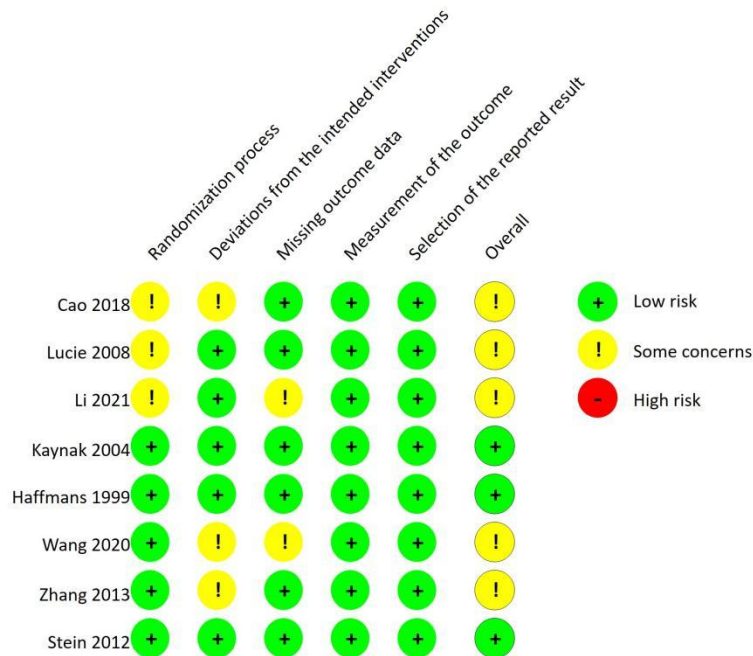 Randomization process
Deviations from the intended interventions
Missing outcome data
Measurement of the outcome
Selection of the reported result
Overall
Cao 2018 ! ! + + + !
Lucie 2008 ! + + + + !
Li 2021 ! + ! + + !
Kaynak 2004 + + + + + +
Haffmans 1999 + + + + + +
Wang 2020 + ! ! + + !
Zhang 2013 + ! + + + !
Stein 2012 + + + + + +
+ Low risk
! Some concerns
- High risk